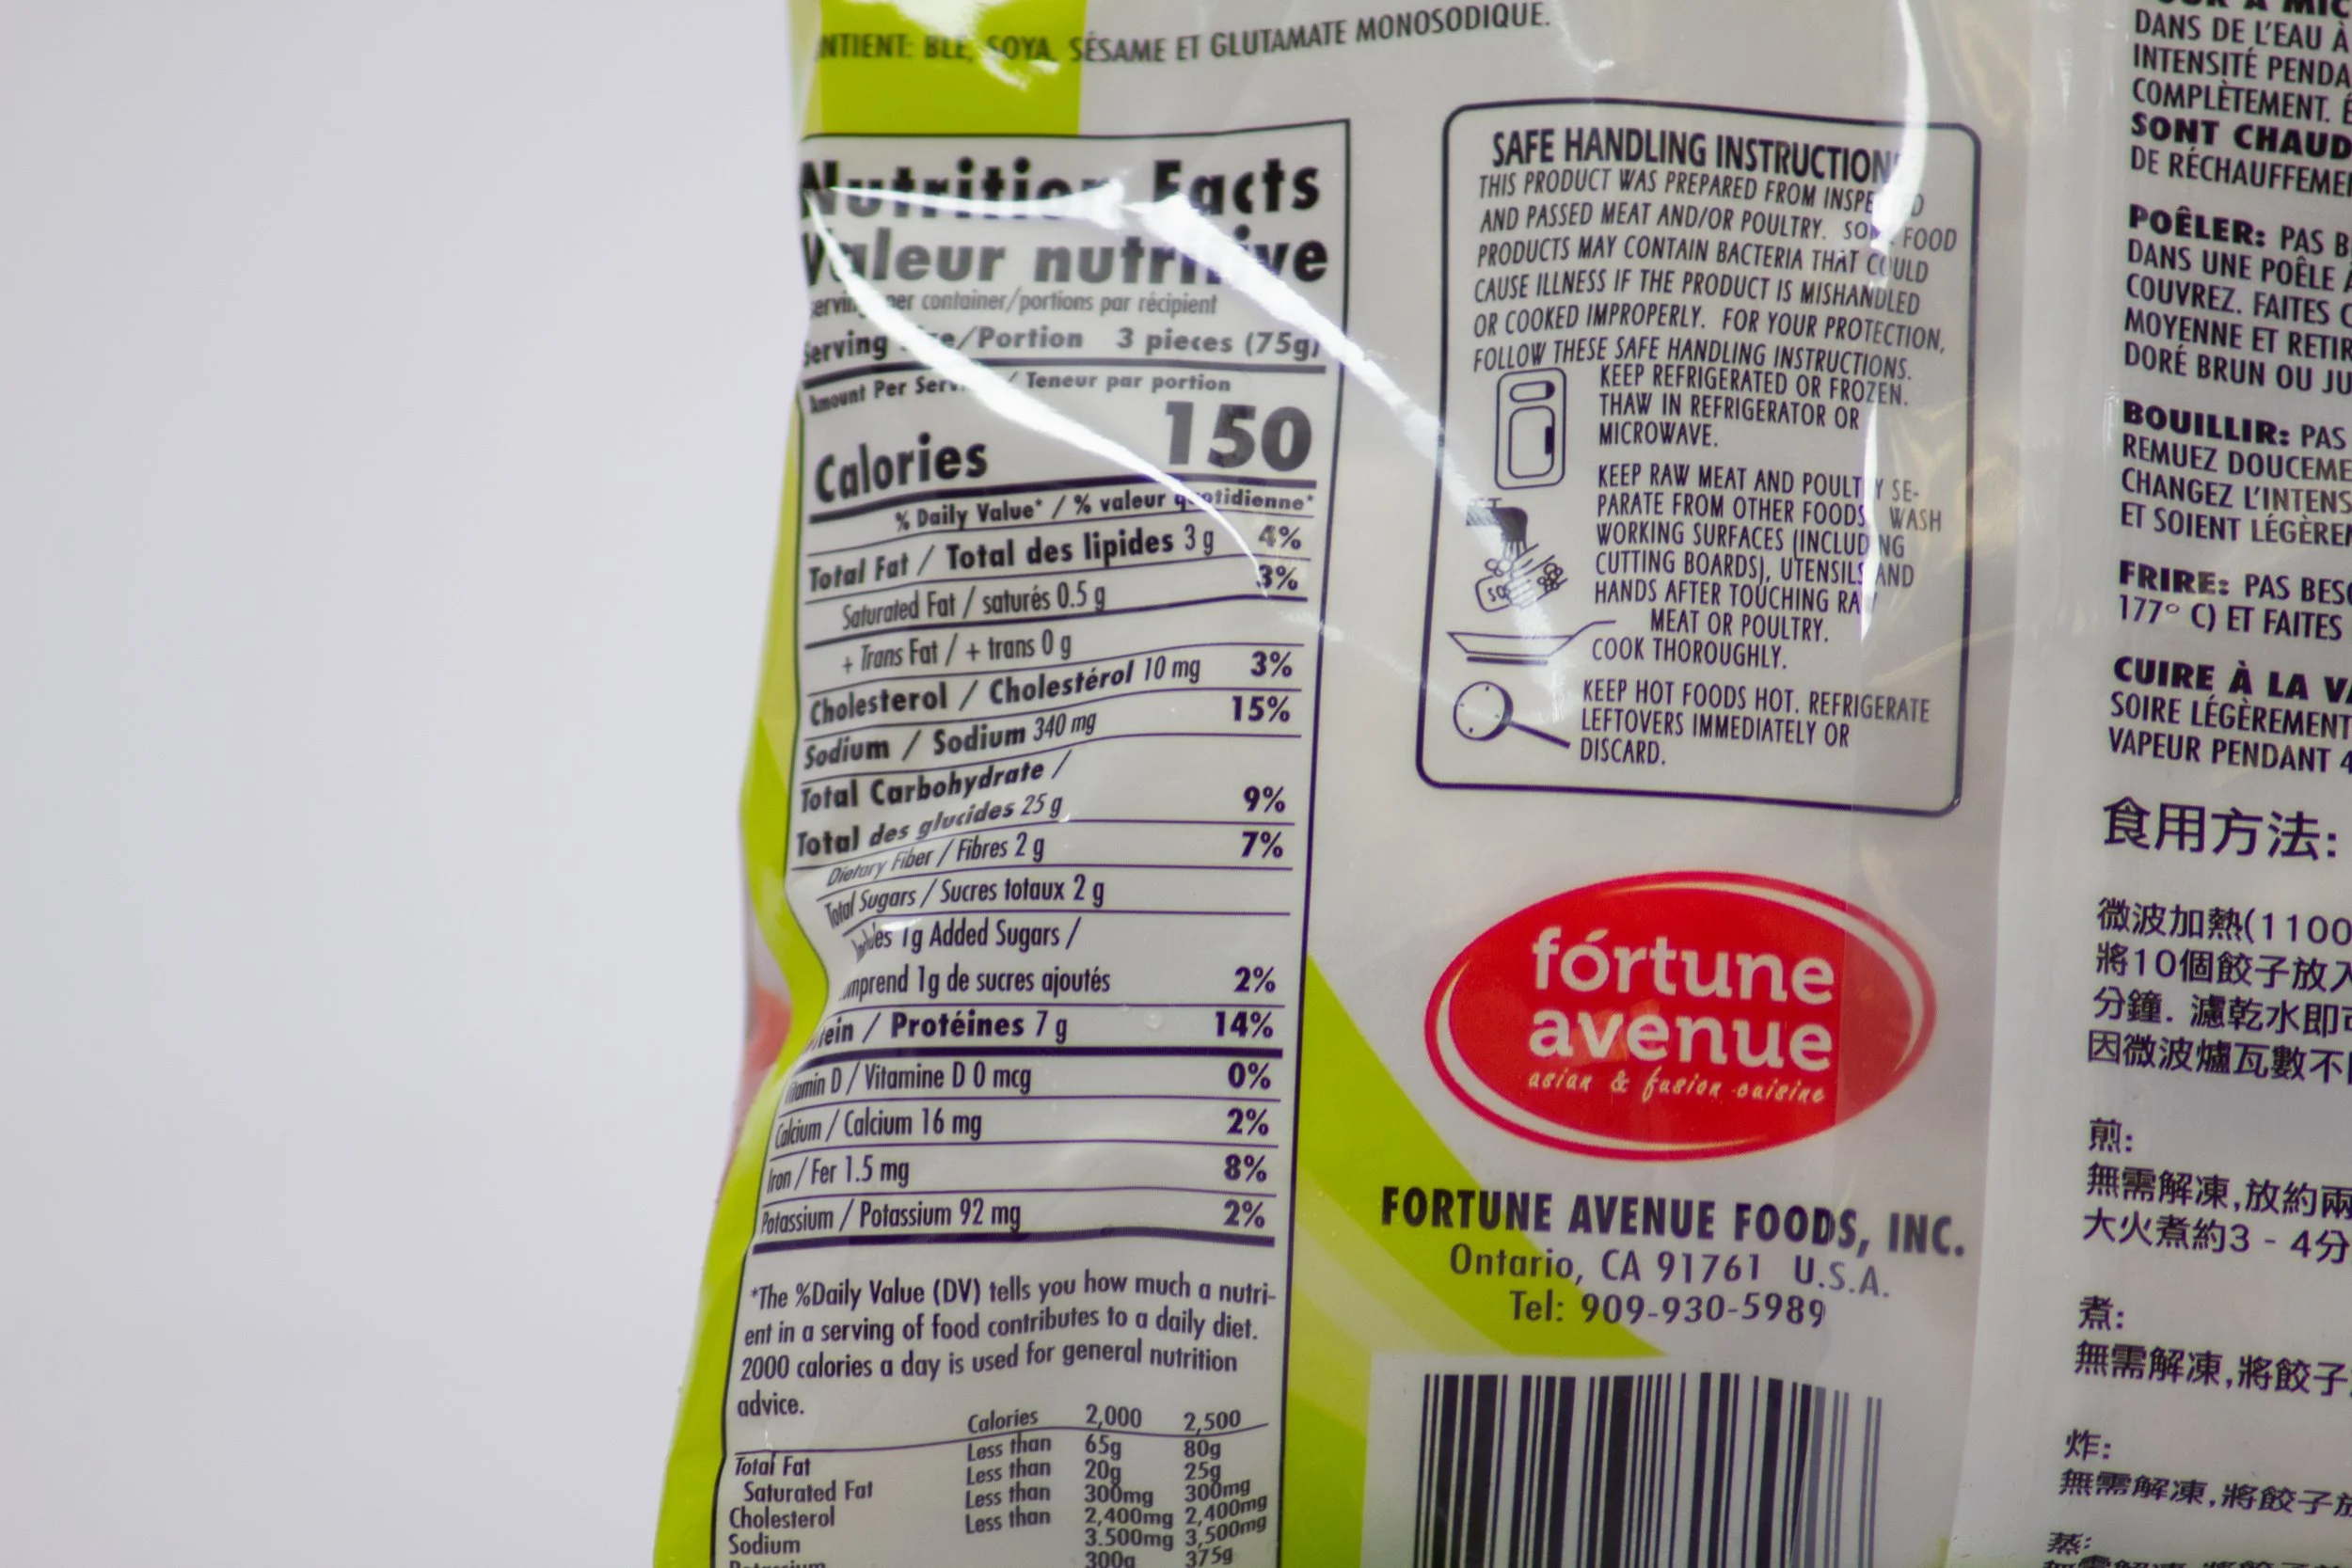 BLÉ, SOYA, SÉSAME ET GLUTAMATE MONOSODIQUE.
Nutrition Facts
Valeur nutritive
per container/portions par récipient
Serving /Portion 3 pieces (75g)
Amount Per / Teneur par portion
Calories 150
% Daily Value* / % valeur quotidienne*
Total Fat / Total des lipides 3 g 4%
Saturated Fat / saturés 0.5 g 3%
+ Trans Fat / + trans 0 g
Cholesterol / Cholestérol 10 mg 3%
Sodium / Sodium 340 mg 15%
Total Carbohydrate /
Total des glucides 25 g 9%
Dietary Fiber / Fibres 2 g 7%
Total Sugars / Sucres totaux 2 g
1g Added Sugars /
1g de sucres ajoutés 2%
/ Protéines 7 g 14%
D / Vitamine D 0 mcg 0%
Calcium / Calcium 16 mg 2%
Iron / Fer 1.5 mg 8%
Potassium / Potassium 92 mg 2%
*The %Daily Value (DV) tells you how much a nutri-
ent in a serving of food contributes to a daily diet.
2000 calories a day is used for general nutrition
advice.
Calories 2,000 2,500
Total Fat Less than 65g 80g
Saturated Fat Less than 20g 25g
Cholesterol Less than 300mg 300mg
Sodium Less than 2,400mg 2,400mg
3.500mg 3,500mg
300g 375g
SAFE HANDLING INSTRUCTION
THIS PRODUCT WAS PREPARED FROM INSPECTED
AND PASSED MEAT AND/OR POULTRY. SOME FOOD
PRODUCTS MAY CONTAIN BACTERIA THAT COULD
CAUSE ILLNESS IF THE PRODUCT IS MISHANDLED
OR COOKED IMPROPERLY. FOR YOUR PROTECTION,
FOLLOW THESE SAFE HANDLING INSTRUCTIONS.
KEEP REFRIGERATED OR FROZEN.
THAW IN REFRIGERATOR OR
MICROWAVE.
KEEP RAW MEAT AND POULTRY SE-
PARATE FROM OTHER FOODS. WASH
WORKING SURFACES (INCLUDING
CUTTING BOARDS), UTENSILS AND
HANDS AFTER TOUCHING RAW
MEAT OR POULTRY.
COOK THOROUGHLY.
KEEP HOT FOODS HOT. REFRIGERATE
LEFTOVERS IMMEDIATELY OR
DISCARD.
fórtune
avenue
asian & fusion cuisine
FORTUNE AVENUE FOODS, INC.
Ontario, CA 91761 U.S.A.
Tel: 909-930-5989
DANS DE L'EAU À
INTENSITÉ PENDA
COMPLÈTEMENT.
SONT CHAUD
DE RÉCHAUFFEME
POÊLER: PAS B
DANS UNE POÊLE
COUVREZ. FAITES
MOYENNE ET RETIR
DORÉ BRUN OU JU
BOUILLIR: PAS
REMUEZ DOUCEME
CHANGEZ L'INTENS
ET SOIENT LÉGÈREM
FRIRE: PAS BESO
177° C) ET FAITES
CUIRE À LA VA
SOIRE LÉGÈREMENT
VAPEUR PENDANT 4
食用方法:
微波加熱(1100
將10個餃子放入
分鐘. 濾乾水即可
因微波爐瓦數不
煎:
無需解凍,放約兩
大火煮約3 - 4分
煮:
無需解凍,將餃子
炸:
無需解凍,將餃子放
蒸: